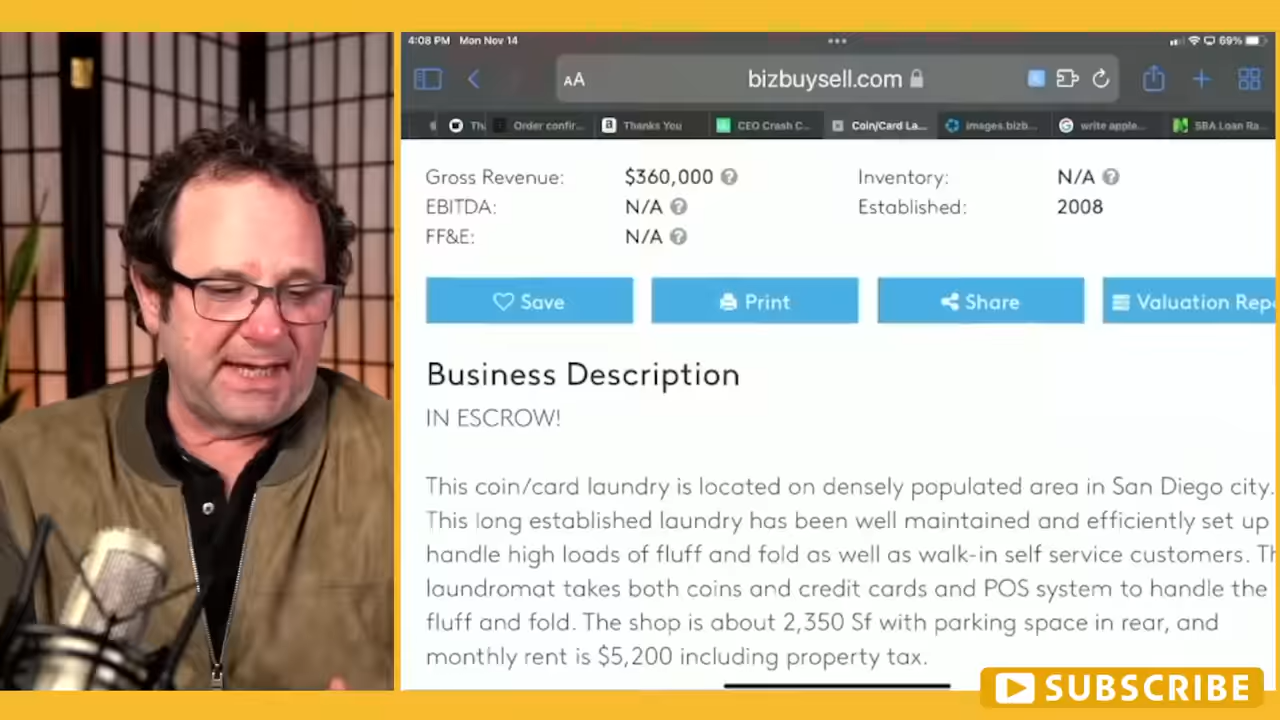 4:08 PM Mon Nov 14
69%
AA
bizbuysell.com
Order confir...
Thanks You
CEO Crash C...
Coin/Card La...
images.bizb...
write apple...
SBA Loan Ra...
Gross Revenue: $360,000
Inventory: N/A
EBITDA: N/A
Established: 2008
FF&E: N/A
Save
Print
Share
Valuation Repo
Business Description
IN ESCROW!
This coin/card laundry is located on densely populated area in San Diego city.
This long established laundry has been well maintained and efficiently set up
handle high loads of fluff and fold as well as walk-in self service customers. Th
laundromat takes both coins and credit cards and POS system to handle the
fluff and fold. The shop is about 2,350 Sf with parking space in rear, and
monthly rent is $5,200 including property tax.
SUBSCRIBE